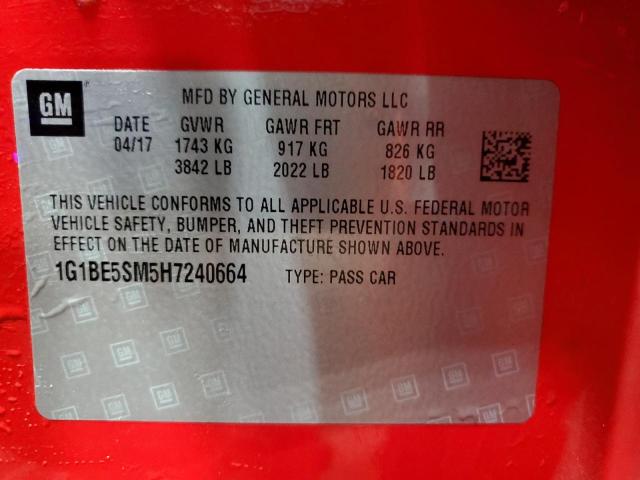 GM
MFD BY GENERAL MOTORS LLC
DATE GVWR GAWR FRT GAWR RR
04/17 1743 KG 917 KG 826 KG
3842 LB 2022 LB 1820 LB
THIS VEHICLE CONFORMS TO ALL APPLICABLE U.S. FEDERAL MOTOR
VEHICLE SAFETY, BUMPER, AND THEFT PREVENTION STANDARDS IN
EFFECT ON THE DATE OF MANUFACTURE SHOWN ABOVE.
1G1BE5SM5H7240664 TYPE: PASS CAR